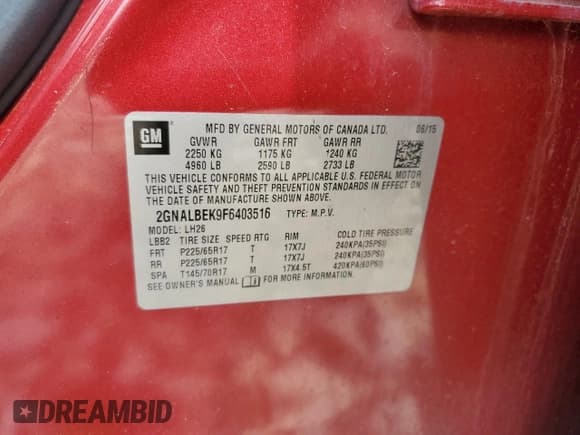 GM
MFD BY GENERAL MOTORS OF CANADA LTD. 06/15
GVWR GAWR FRT GAWR RR
2250 KG 1175 KG 1240 KG
4960 LB 2590 LB 2733 LB
THIS VEHICLE CONFORMS TO ALL APPLICABLE U.S. FEDERAL MOTOR
VEHICLE SAFETY AND THEFT PREVENTION STANDARDS IN EFFECT ON
THE DATE OF MANUFACTURE SHOWN ABOVE.
2GNALBEK9F6403516 TYPE: M.P.V.
MODEL: LH26
LBB2 TIRE SIZE SPEED RTG RIM COLD TIRE PRESSURE
FRT P225/65R17 T 17X7J 240KPA(35PSI)
RR P225/65R17 T 17X7J 240KPA(35PSI)
SPA T145/70R17 M 17X4.5T 420KPA(60PSI)
SEE OWNER'S MANUAL FOR MORE INFORMATION.
DREAMBID